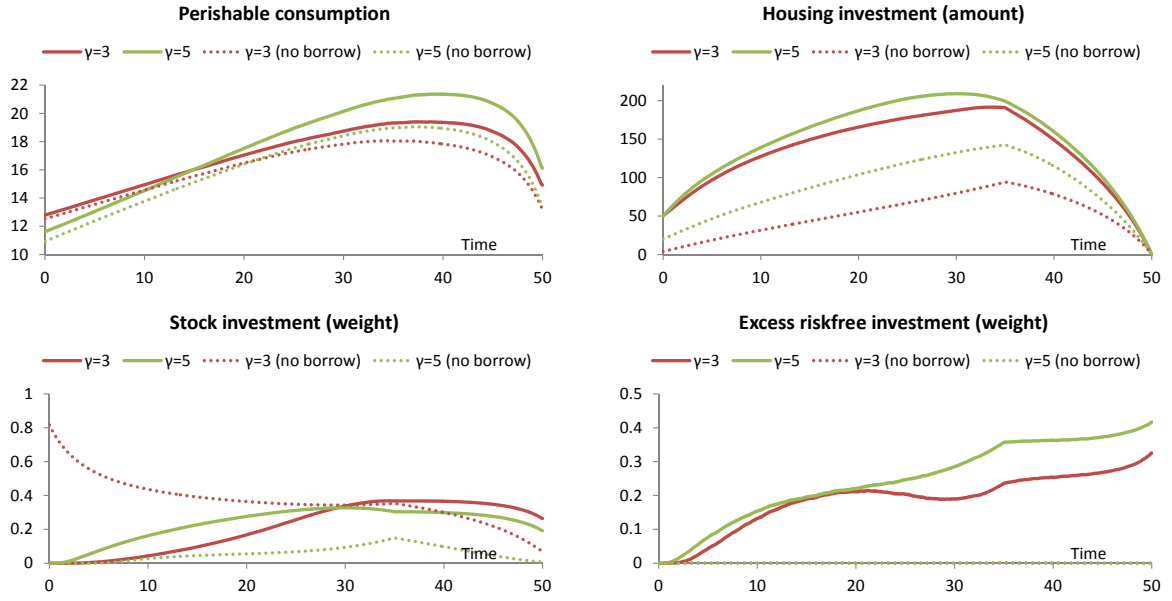 Perishable consumption
γ=3 γ=5 γ=3 (no borrow) γ=5 (no borrow)
22
20
18
16
14
12
10
Time
0 10 20 30 40 50
Housing investment (amount)
γ=3 γ=5 γ=3 (no borrow) γ=5 (no borrow)
200
150
100
50
0
Time
0 10 20 30 40 50
Stock investment (weight)
γ=3 γ=5 γ=3 (no borrow) γ=5 (no borrow)
1
0.8
0.6
0.4
0.2
0
Time
0 10 20 30 40 50
Excess riskfree investment (weight)
γ=3 γ=5 γ=3 (no borrow) γ=5 (no borrow)
0.5
0.4
0.3
0.2
0.1
0
Time
0 10 20 30 40 50